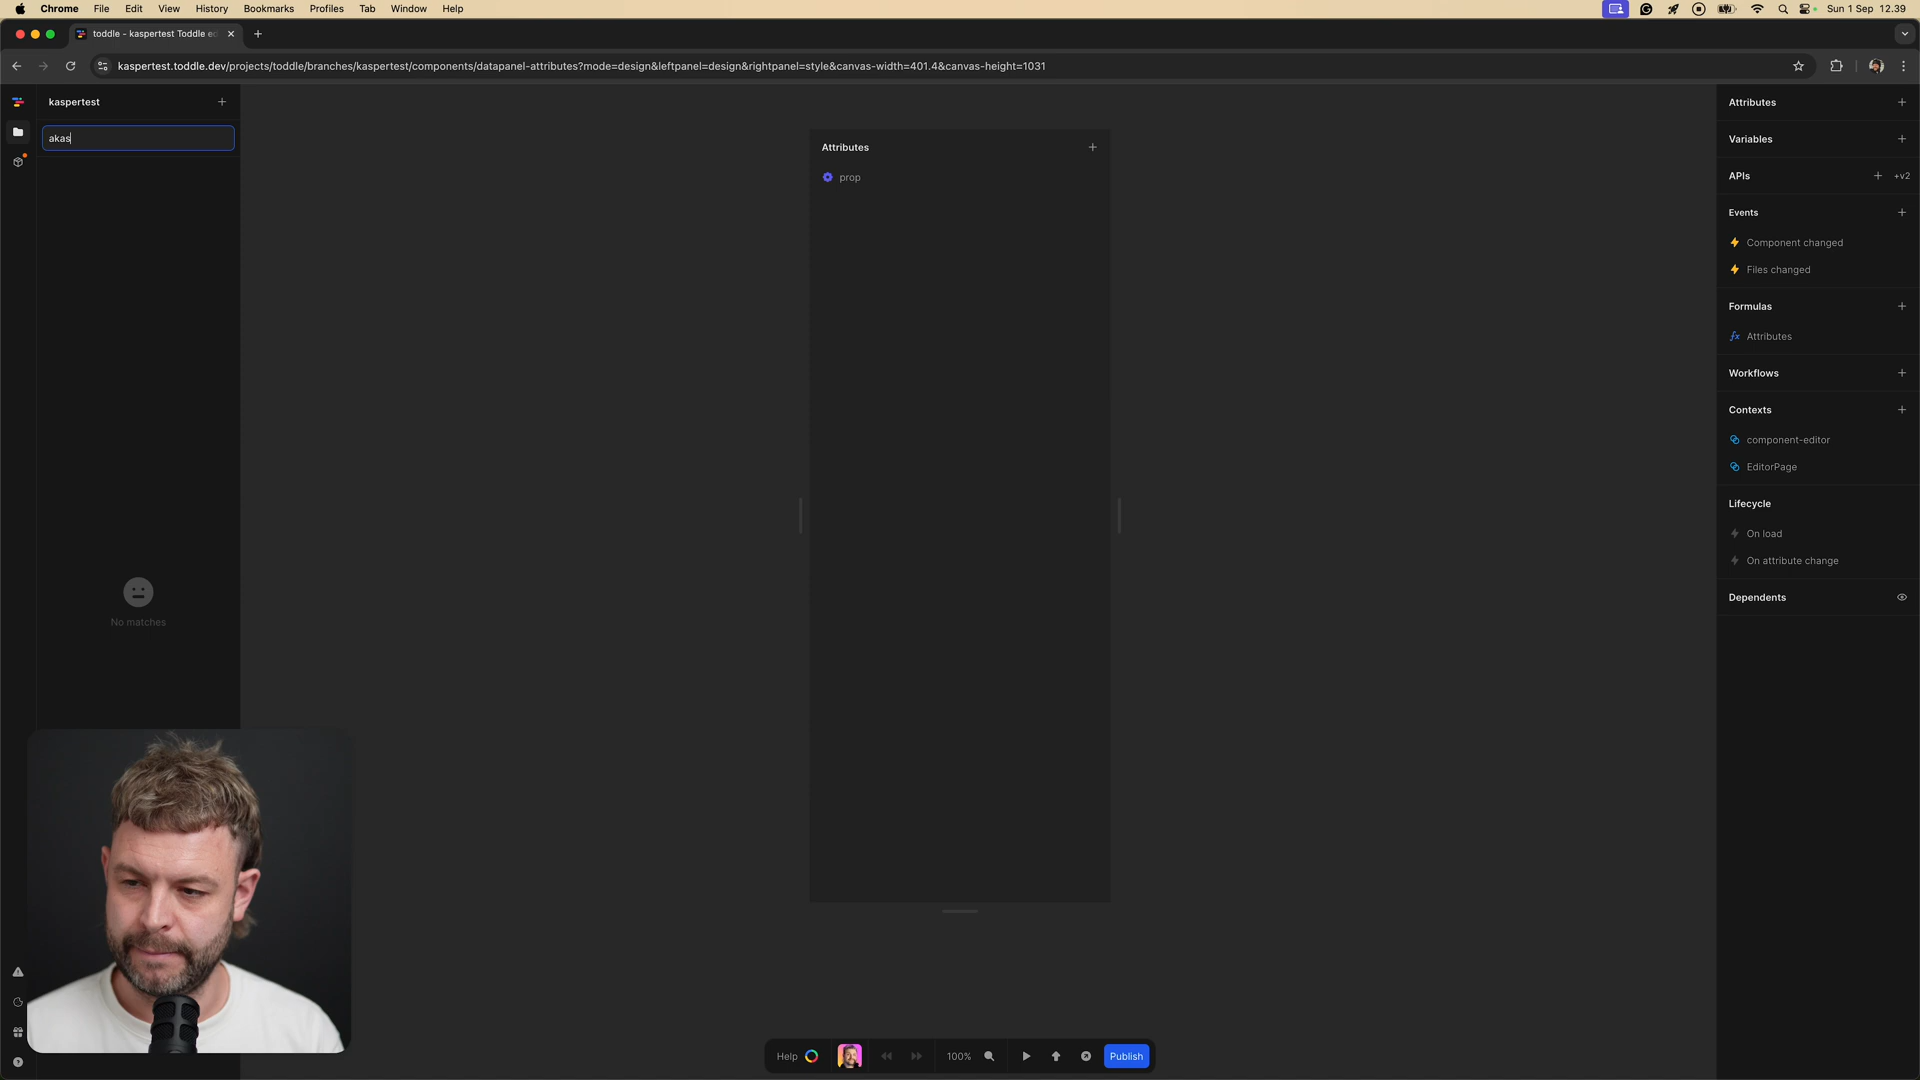 Chrome File Edit View History Bookmarks Profiles Tab Window Help Sun 1 Sep 12.39
toddle - kaspertest Toddle ed
kaspertest.toddle.dev/projects/toddle/branches/kaspertest/components/datapanel-attributes?mode=design&leftpanel=design&rightpanel=style&canvas-width=401.4&canvas-height=1031
kaspertest
akas
No matches
Attributes
prop
Attributes
Variables
APIs +v2
Events
Component changed
Files changed
Formulas
fx Attributes
Workflows
Contexts
component-editor
EditorPage
Lifecycle
On load
On attribute change
Dependents
Help 100% Publish